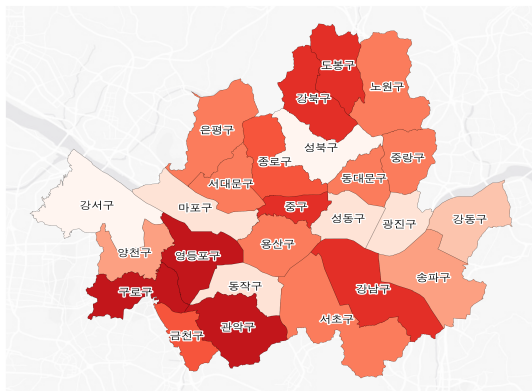 도봉구
노원구
강북구
은평구
성북구
종로구
중랑구
서대문구
동대문구
강서구
마포구
중구
성동구
광진구
강동구
양천구
영등포구
용산구
송파구
구로구
동작구
강남구
금천구
관악구
서초구